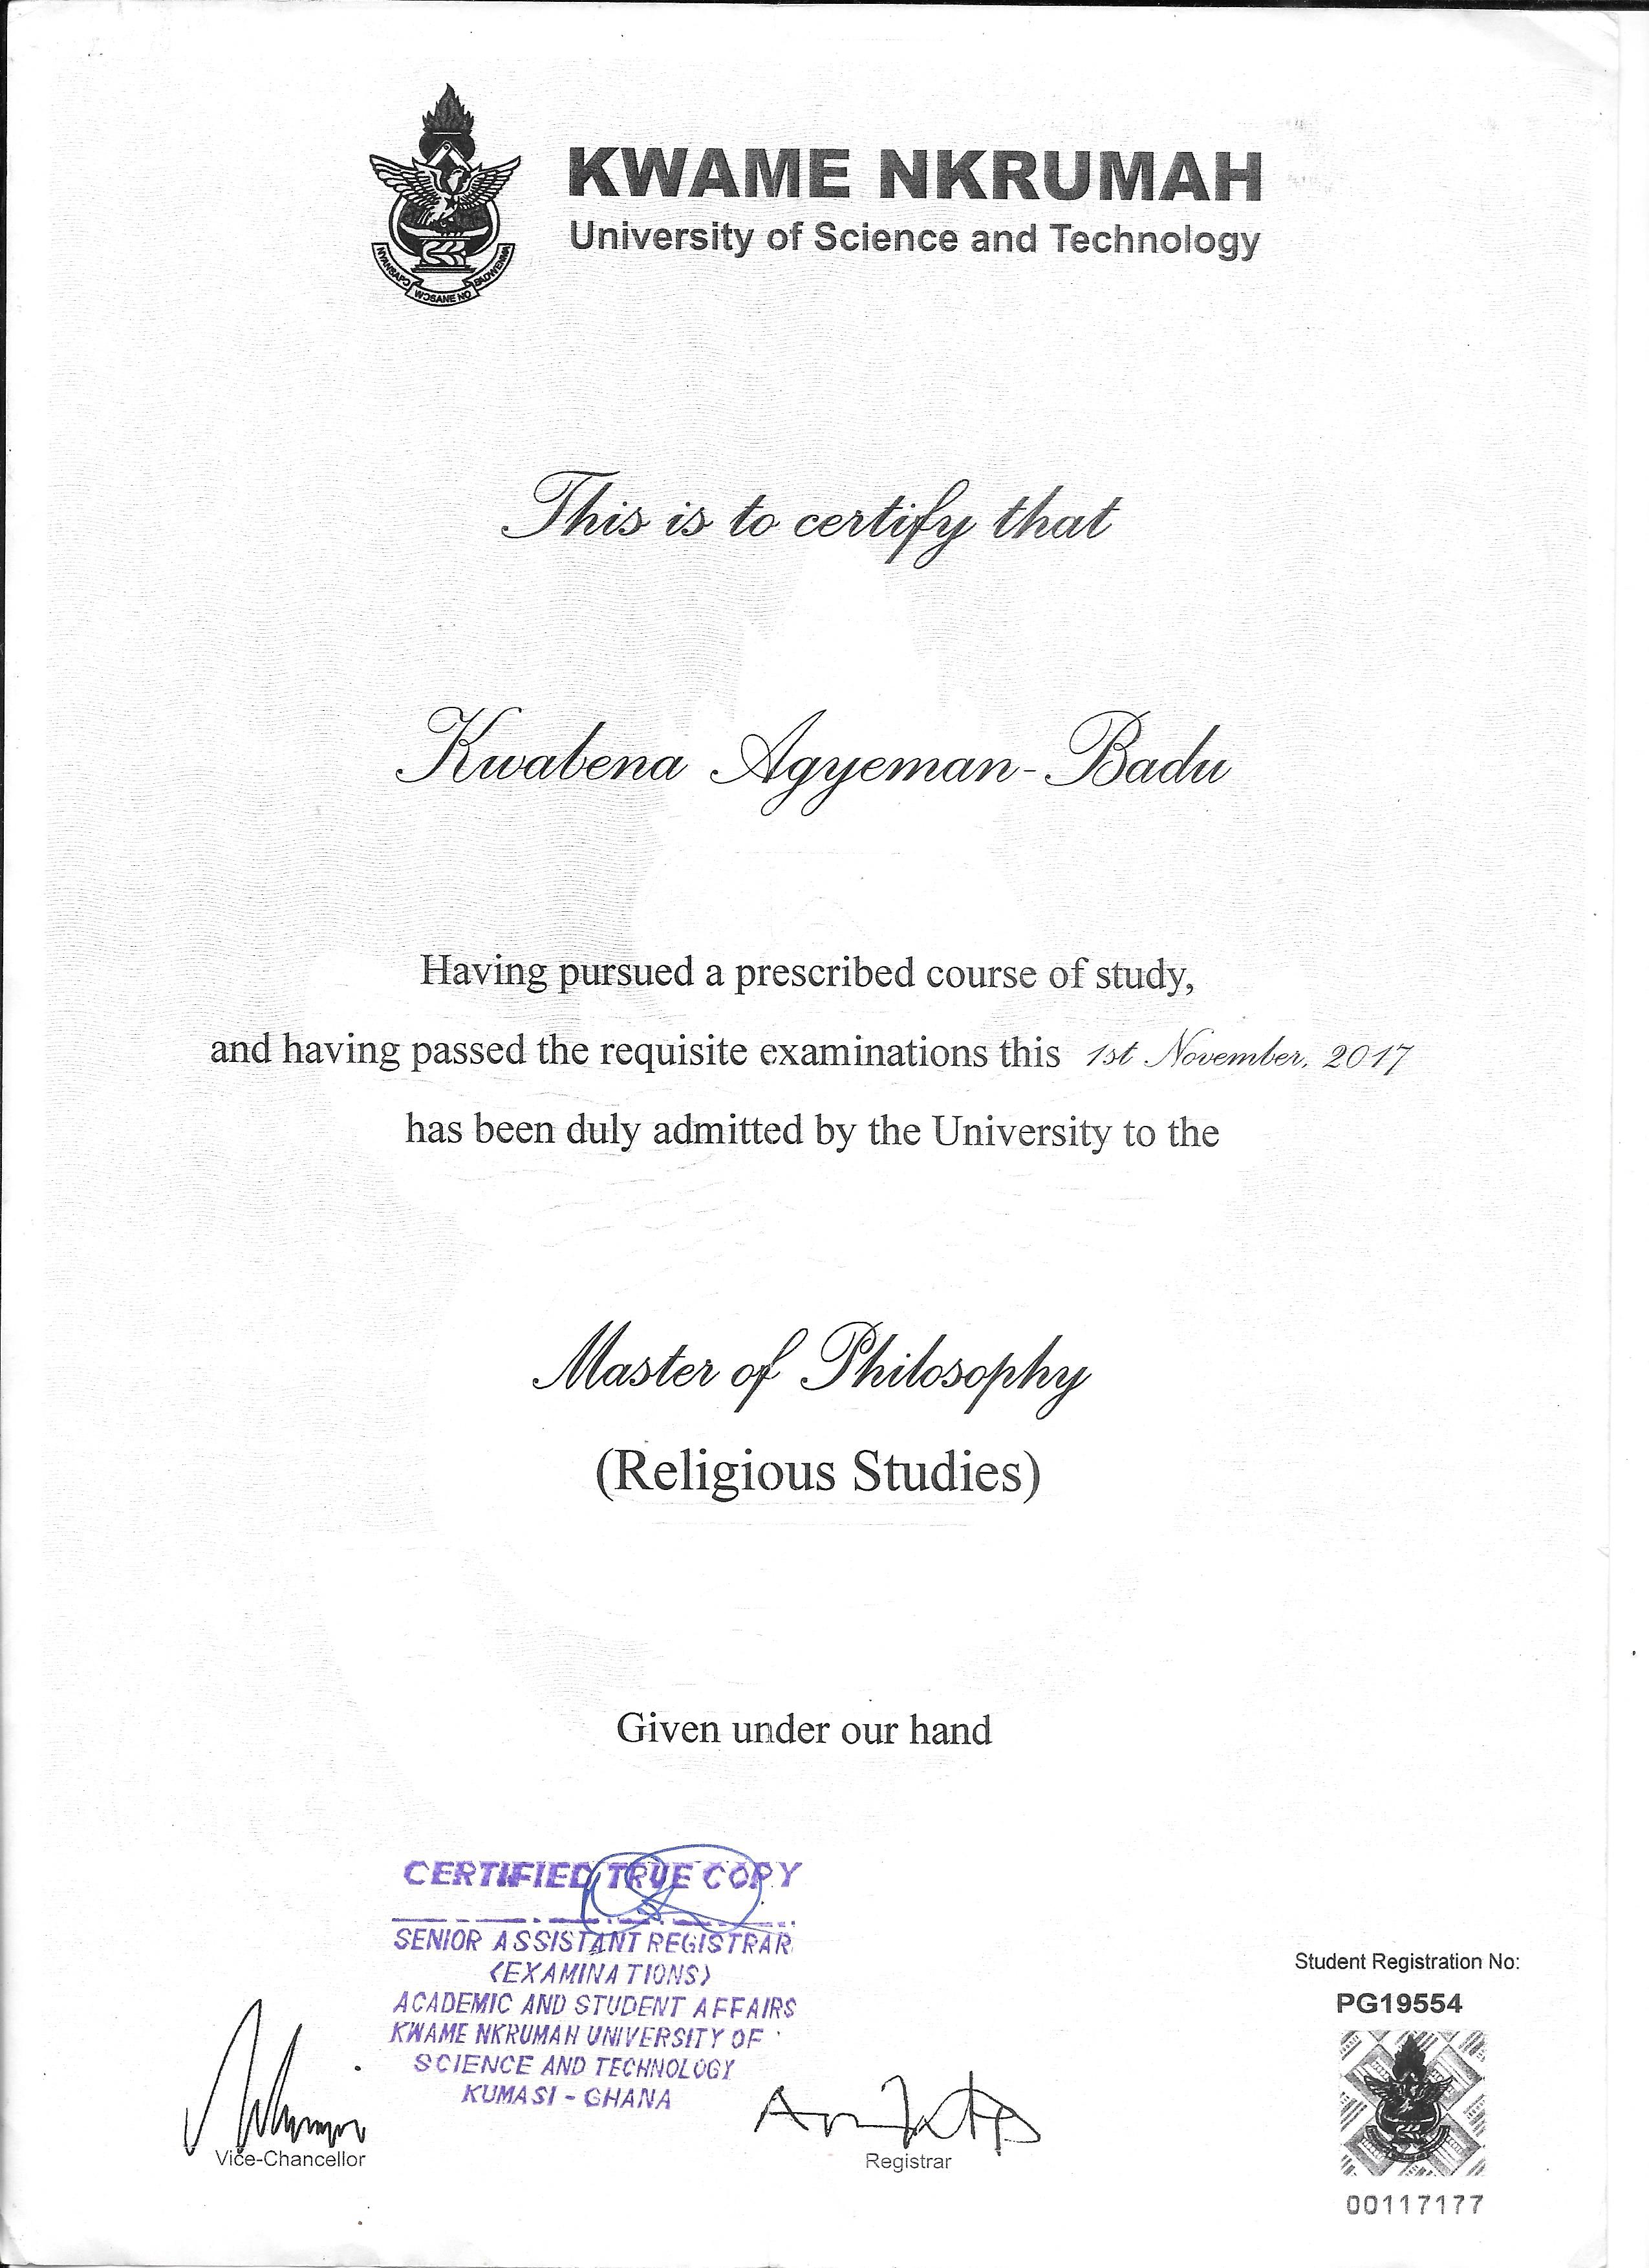 KWAME NKRUMAH
University of Science and Technology
NYANSAPO WOSANE NO BADWENMA
This is to certify that
Kwabena Agyeman-Badu
Having pursued a prescribed course of study,
and having passed the requisite examinations this 1st November, 2017
has been duly admitted by the University to the
Master of Philosophy
(Religious Studies)
Given under our hand
CERTIFIED TRUE COPY
SENIOR ASSISTANT REGISTRAR
(EXAMINATIONS)
ACADEMIC AND STUDENT AFFAIRS
KWAME NKRUMAH UNIVERSITY OF
SCIENCE AND TECHNOLOGY
KUMASI - GHANA
Vice-Chancellor
Registrar
Student Registration No:
PG19554
00117177